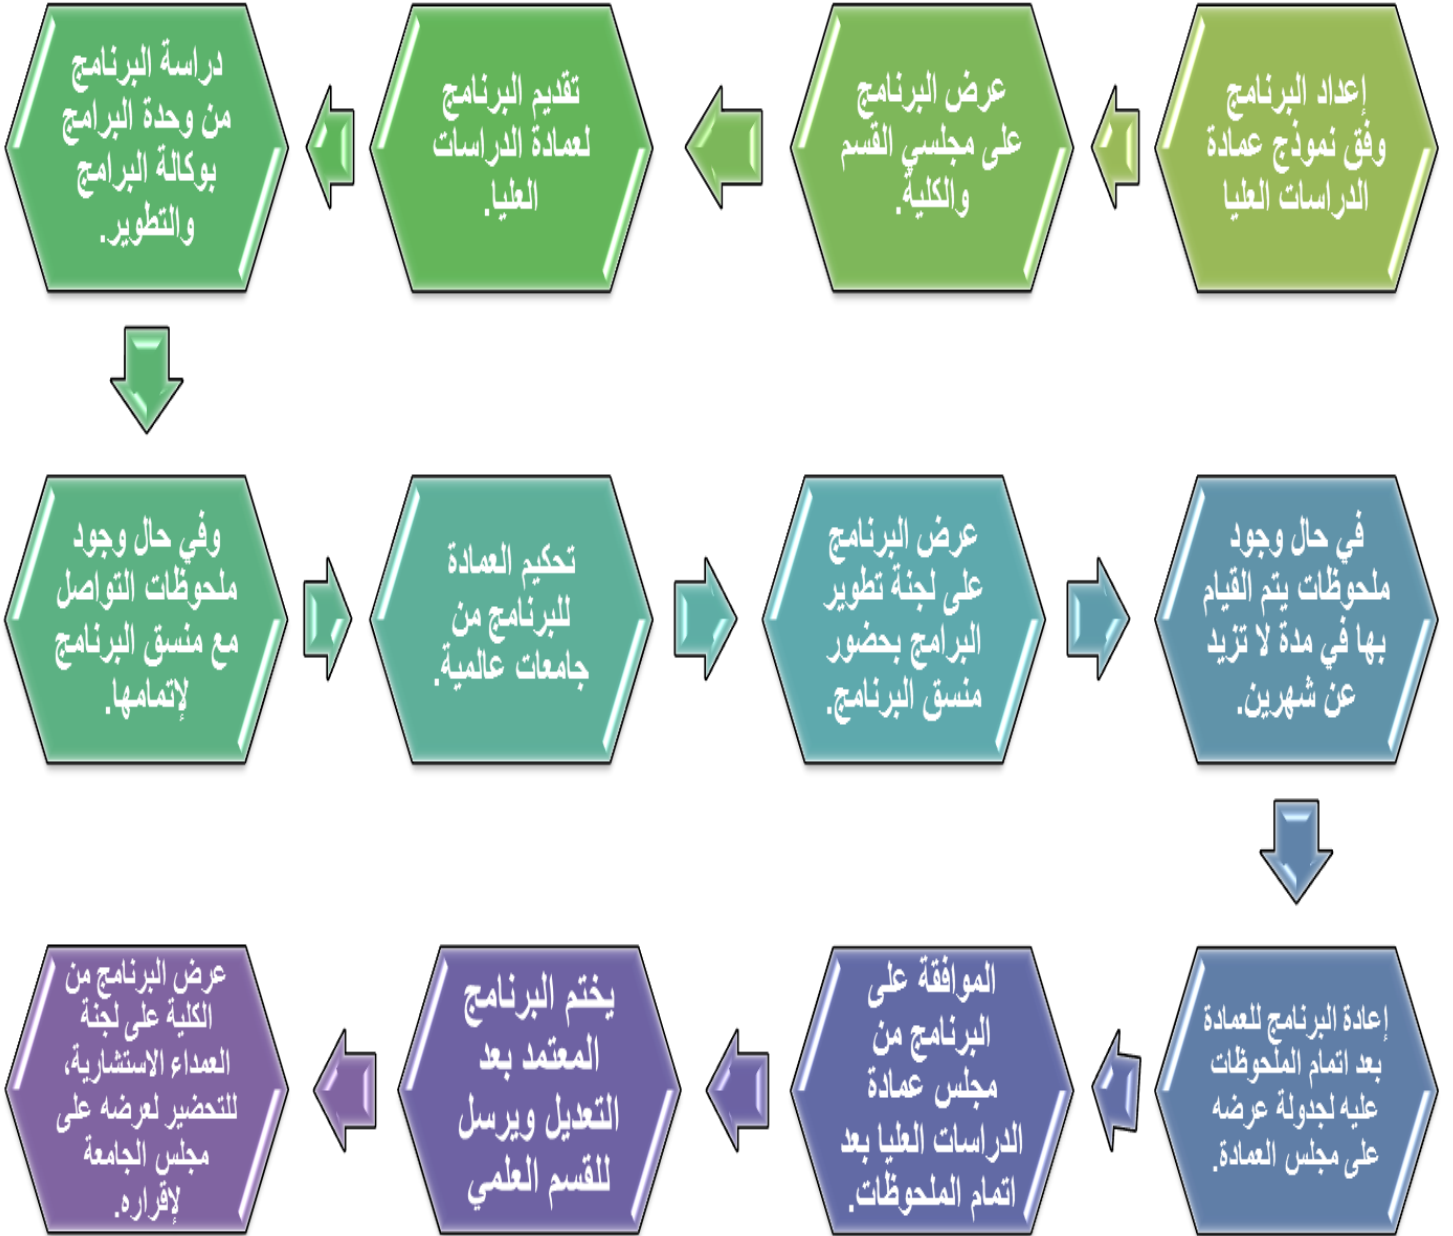 إعداد البرنامج
وفق نموذج عمادة
الدراسات العليا
عرض البرنامج
على مجلسي القسم
والكلية.
تقديم البرنامج
لعمادة الدراسات
العليا.
دراسة البرنامج
من وحدة البرامج
بوكالة البرامج
والتطوير.
وفي حال وجود
ملحوظات التواصل
مع منسق البرنامج
لإتمامها.
تحكيم العمادة
للبرنامج من
جامعات عالمية.
عرض البرنامج
على لجنة تطوير
البرامج بحضور
منسق البرنامج.
في حال وجود
ملحوظات يتم القيام
بها في مدة لا تزيد
عن شهرين.
إعادة البرنامج للعمادة
بعد اتمام الملحوظات
عليه لجدولة عرضه
على مجلس العمادة.
الموافقة على
البرنامج من
مجلس عمادة
الدراسات العليا بعد
اتمام الملحوظات.
يختم البرنامج
المعتمد بعد
التعديل ويرسل
للقسم العلمي
عرض البرنامج من
الكلية على لجنة
العمداء الاستشارية،
للتحضير لعرضه على
مجلس الجامعة
لإقراره.